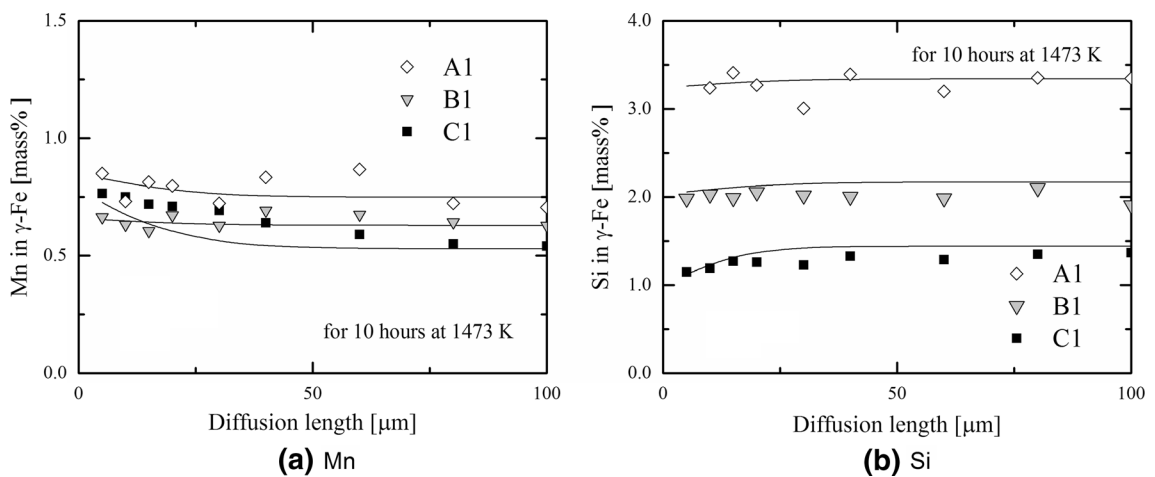 1.5
1.0
0.5
0.0
Mn in γ-Fe [mass% ]
A1
B1
C1
for 10 hours at 1473 K
0
50
100
Diffusion length [μm]
(a) Mn
4.0
3.0
2.0
1.0
0.0
Si in γ-Fe [mass% ]
for 10 hours at 1473 K
A1
B1
C1
0
50
100
Diffusion length [μm]
(b) Si